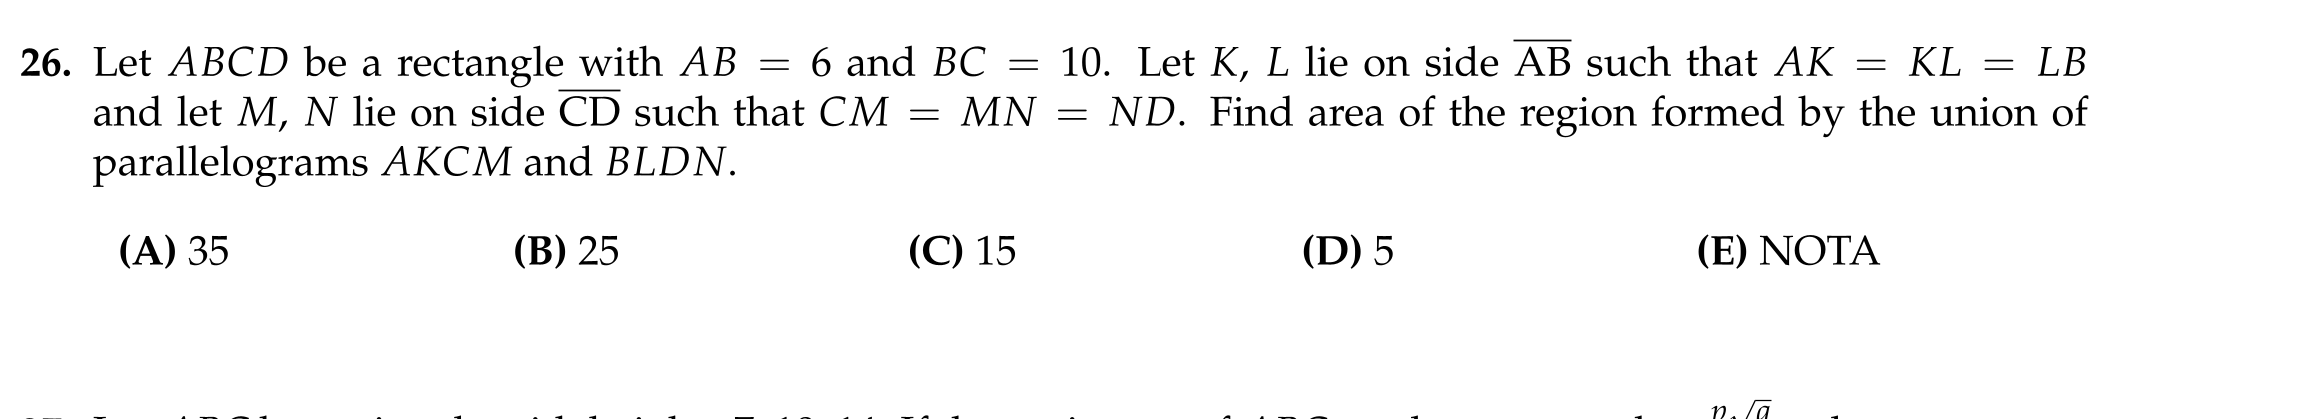 26. Let ABCD be a rectangle with AB = 6 and BC = 10. Let K, L lie on side \overline{AB} such that AK = KL = LB
and let M, N lie on side \overline{CD} such that CM = MN = ND. Find area of the region formed by the union of
parallelograms AKCM and BLDN.
(A) 35 (B) 25 (C) 15 (D) 5 (E) NOTA